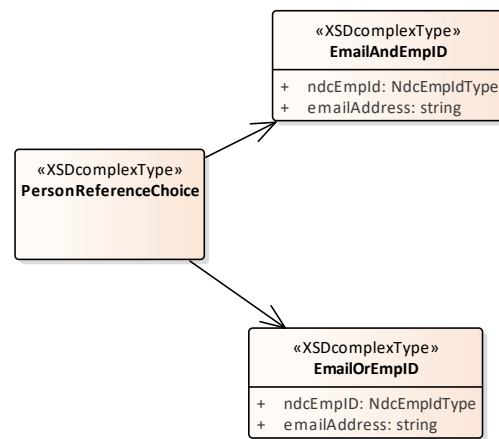 «XSDcomplexType»
EmailAndEmpID
+ ndcEmpId: NdcEmpIdType
+ emailAddress: string
«XSDcomplexType»
PersonReferenceChoice
«XSDcomplexType»
EmailOrEmpID
+ ndcEmpID: NdcEmpIdType
+ emailAddress: string